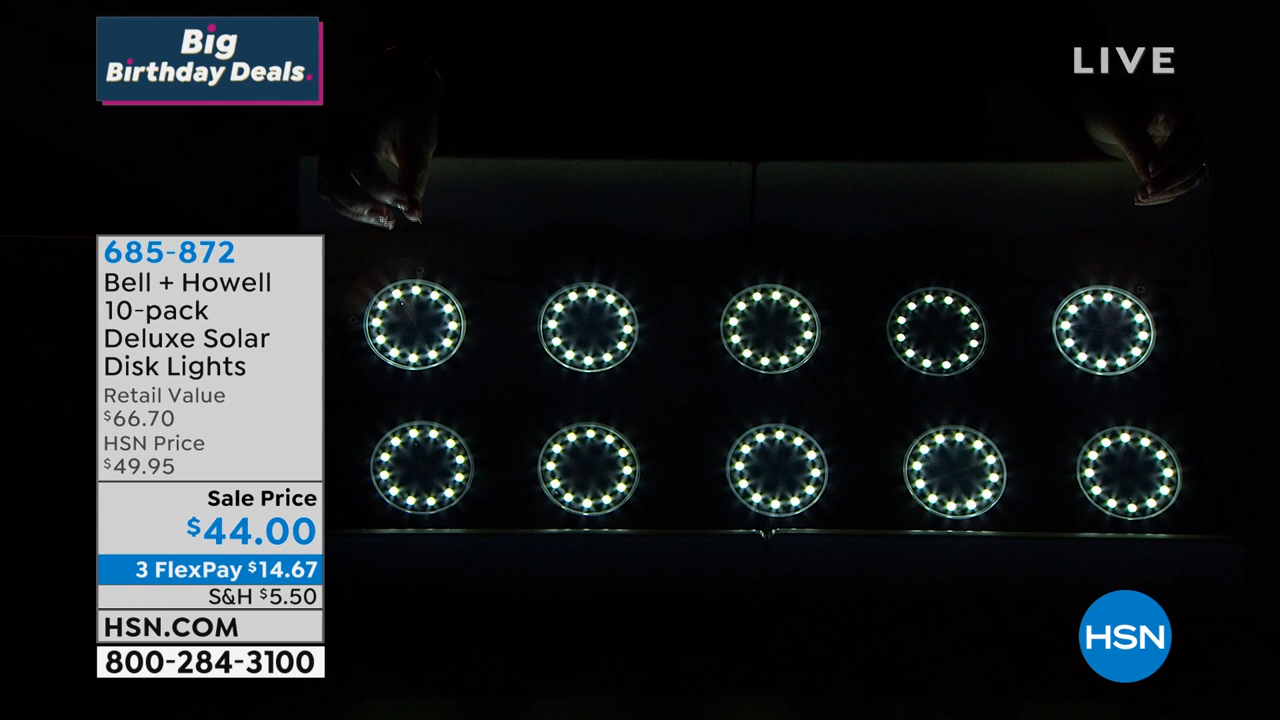 Big
Birthday Deals.
LIVE
685-872
Bell + Howell
10-pack
Deluxe Solar
Disk Lights
Retail Value
$66.70
HSN Price
$49.95
Sale Price
$44.00
3 FlexPay $14.67
S&H $5.50
HSN.COM
800-284-3100
HSN